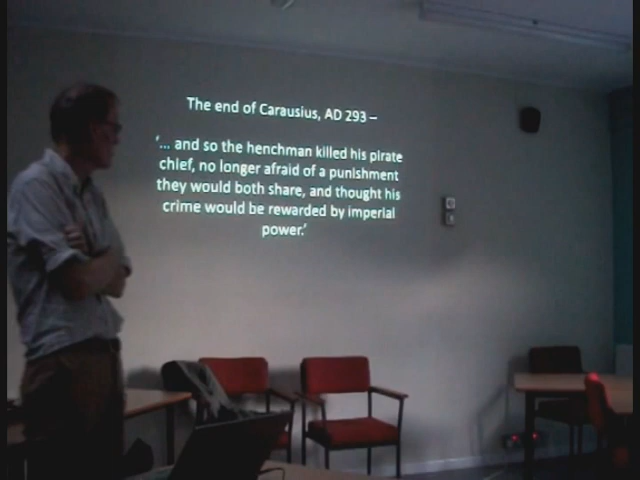 The end of Carausius, AD 293 –
‘... and so the henchman killed his pirate
chief, no longer afraid of a punishment
they would both share, and thought his
crime would be rewarded by imperial
power.’